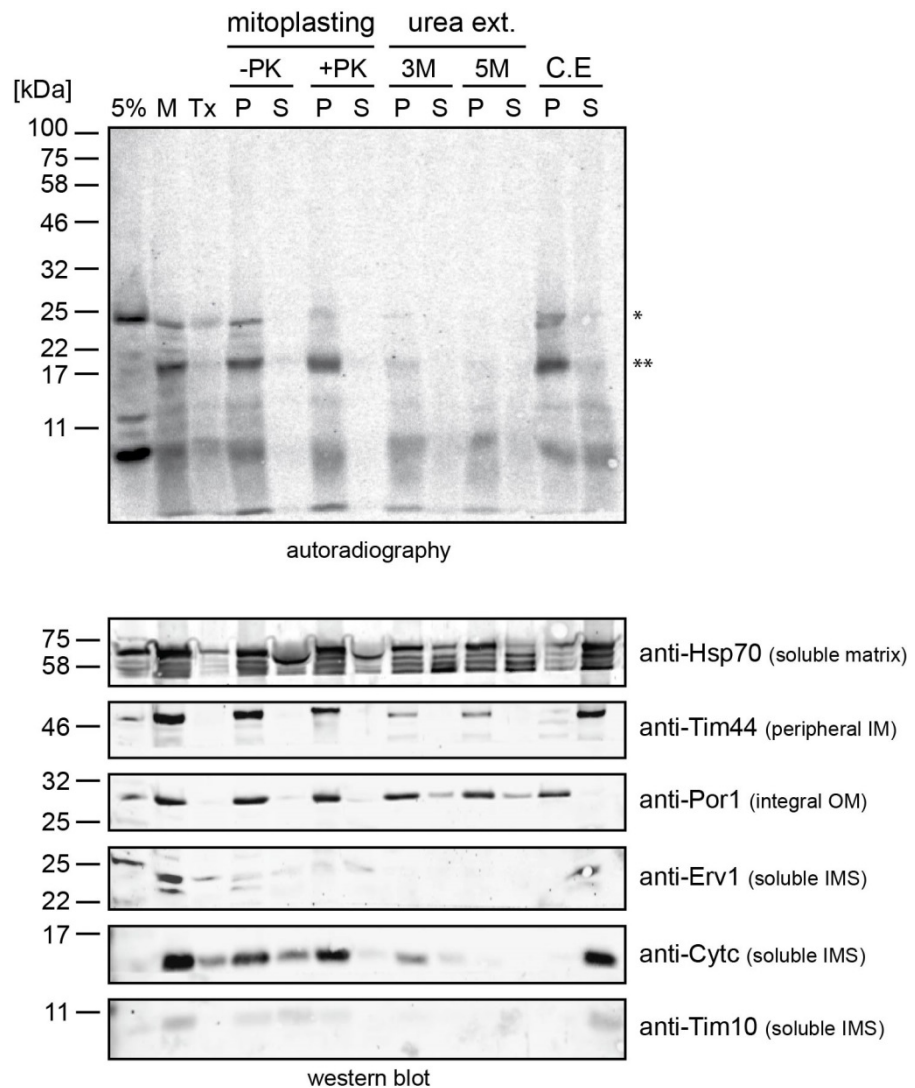 mitoplasting urea ext.
-PK +PK 3M 5M C.E
[kDa]
5% M Tx P S P S P S P S P S
100
75
58
46
32
25 *
22
17 **
11
autoradiography
75
58
anti-Hsp70 (soluble matrix)
46
anti-Tim44 (peripheral IM)
32
25
anti-Por1 (integral OM)
25
22
anti-Erv1 (soluble IMS)
17
anti-Cytc (soluble IMS)
11
anti-Tim10 (soluble IMS)
western blot